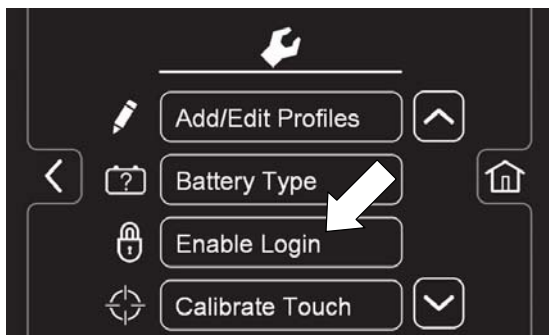 Add/Edit Profiles
Battery Type
Enable Login
Calibrate Touch